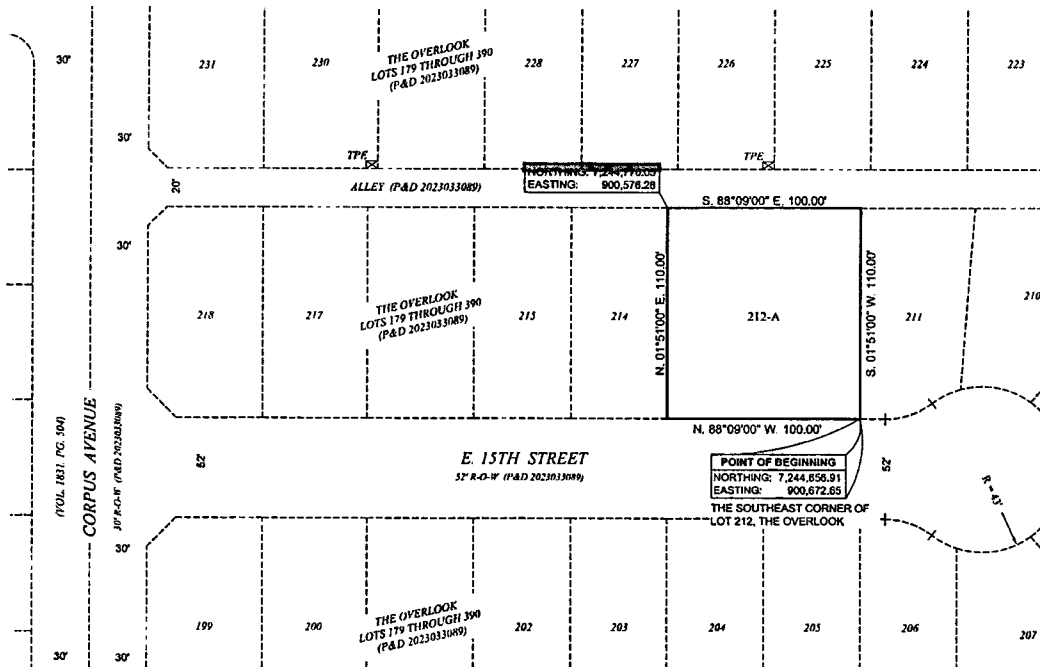 30'
231
230
THE OVERLOOK
LOTS 179 THROUGH 390
(P&D 2023033089)
228
227
226
225
224
223
30'
TPE
TPE
20'
ALLEY (P&D 2023033089)
EASTING: 900,576.28
S. 88°09'00" E. 100.00'
30'
218
217
THE OVERLOOK
LOTS 179 THROUGH 390
(P&D 2023033089)
215
214
N. 01°51'00" E. 110.00'
212-A
S. 01°51'00" W. 110.00'
211
210
(VOL. 1831, PG. 504)
CORPUS AVENUE
30' R-O-W (P&D 2023033089)
N. 88°09'00" W. 100.00'
52'
E. 15TH STREET
52' R-O-W (P&D 2023033089)
POINT OF BEGINNING
NORTHING: 7,244,656.91
EASTING: 900,672.65
THE SOUTHEAST CORNER OF
LOT 212, THE OVERLOOK
52'
R = 43'
30'
199
200
THE OVERLOOK
LOTS 179 THROUGH 390
(P&D 2023033089)
202
203
204
205
206
207
30'
30'